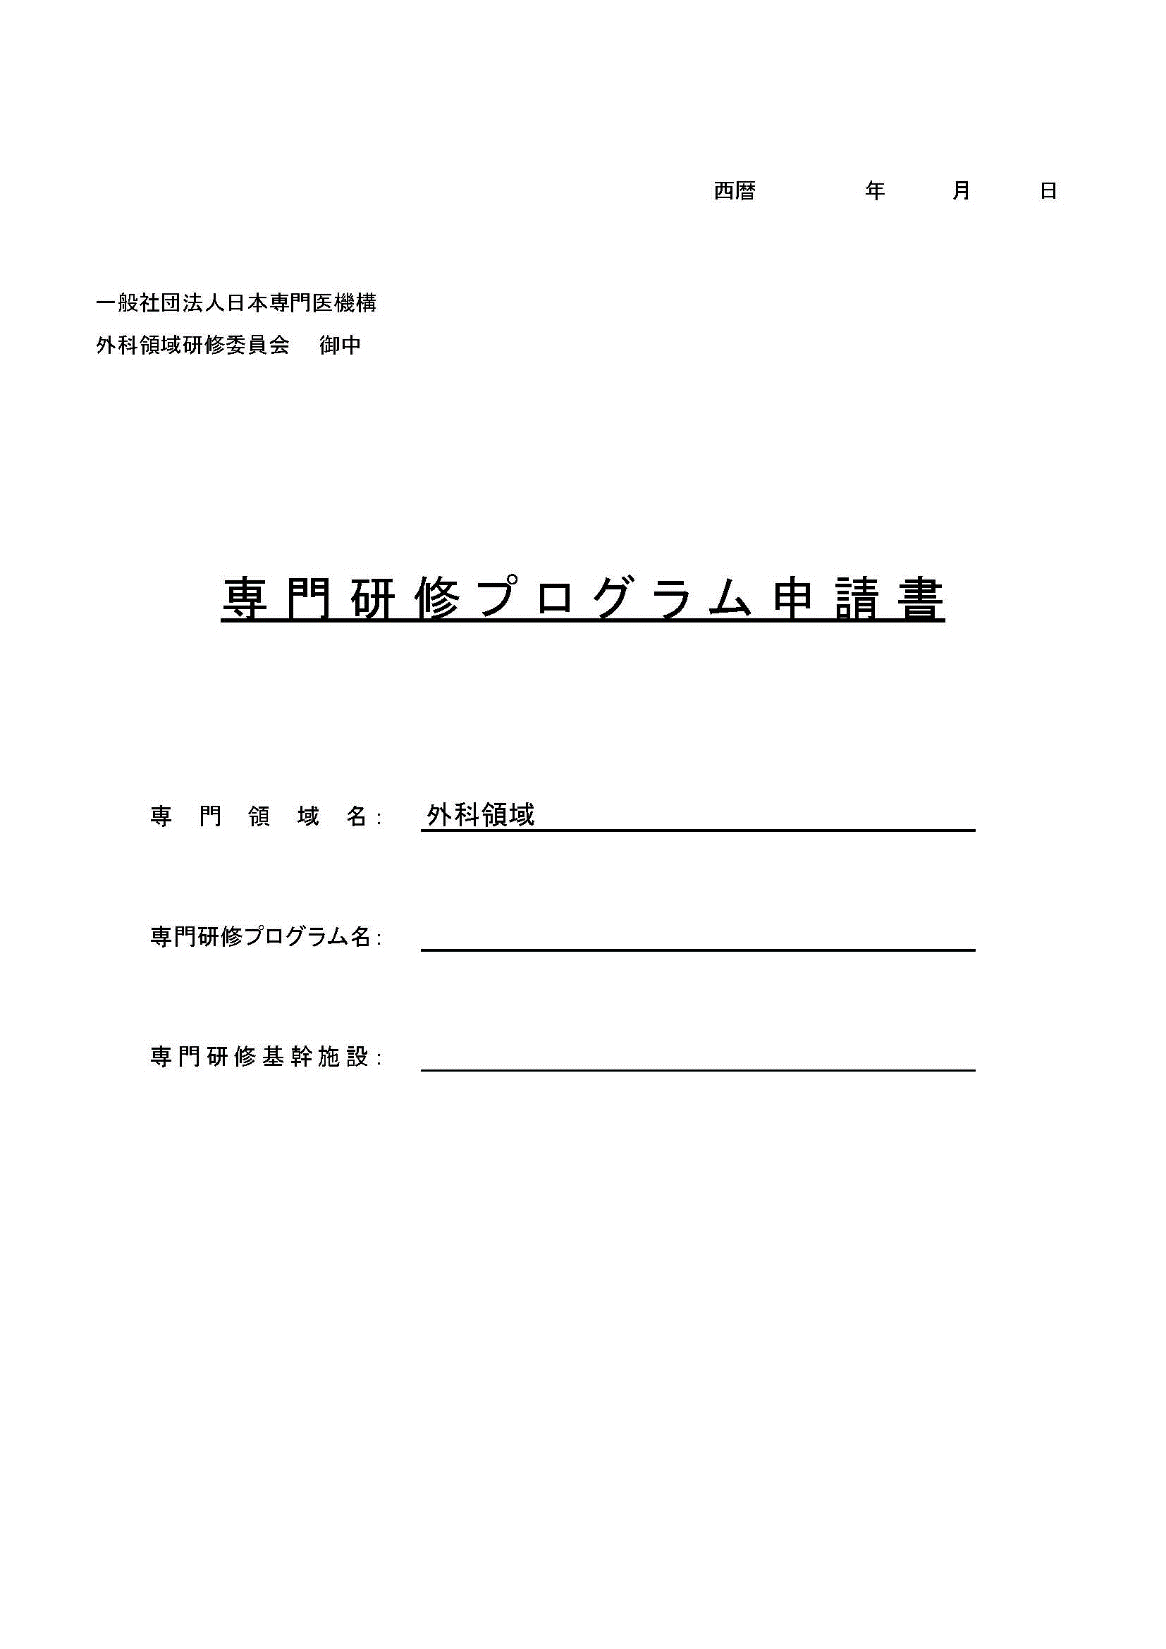 西暦　　　　年　　　月　　　日
一般社団法人日本専門医機構
外科領域研修委員会　御中
専門研修プログラム申請書
専門領域名：　外科領域
専門研修プログラム名：
専門研修基幹施設：